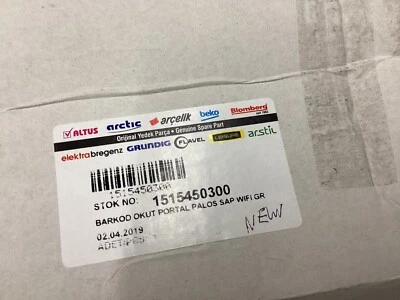 ALTUS arctic arçelik beko Blomberg
Orijinal Yedek Parça • Genuine Spare Part
elektrabregenz GRUNDIG FLAVEL LEISURE arstil
1515450300
STOK NO: 1515450300
BARKOD OKUT PORTAL PALOS SAP WIFI GR
02.04.2019
NEW